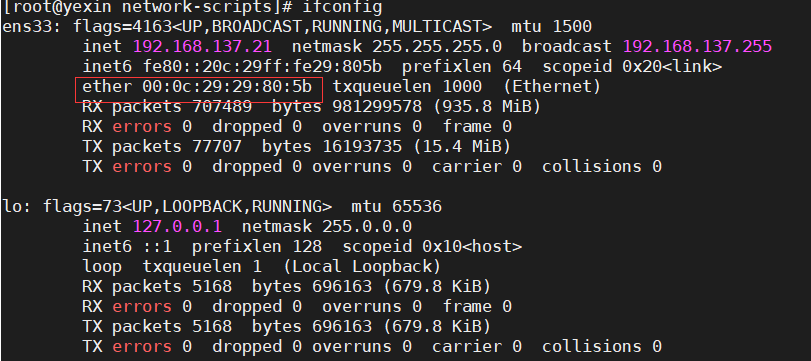 [root@yexin network-scripts]# ifconfig
ens33: flags=4163<UP,BROADCAST,RUNNING,MULTICAST>  mtu 1500
        inet 192.168.137.21  netmask 255.255.255.0  broadcast 192.168.137.255
        inet6 fe80::20c:29ff:fe29:805b  prefixlen 64  scopeid 0x20<link>
        ether 00:0c:29:29:80:5b  txqueuelen 1000  (Ethernet)
        RX packets 707489  bytes 981299578 (935.8 MiB)
        RX errors 0  dropped 0  overruns 0  frame 0
        TX packets 77707  bytes 16193735 (15.4 MiB)
        TX errors 0  dropped 0 overruns 0  carrier 0  collisions 0

lo: flags=73<UP,LOOPBACK,RUNNING>  mtu 65536
        inet 127.0.0.1  netmask 255.0.0.0
        inet6 ::1  prefixlen 128  scopeid 0x10<host>
        loop  txqueuelen 1  (Local Loopback)
        RX packets 5168  bytes 696163 (679.8 KiB)
        RX errors 0  dropped 0  overruns 0  frame 0
        TX packets 5168  bytes 696163 (679.8 KiB)
        TX errors 0  dropped 0 overruns 0  carrier 0  collisions 0